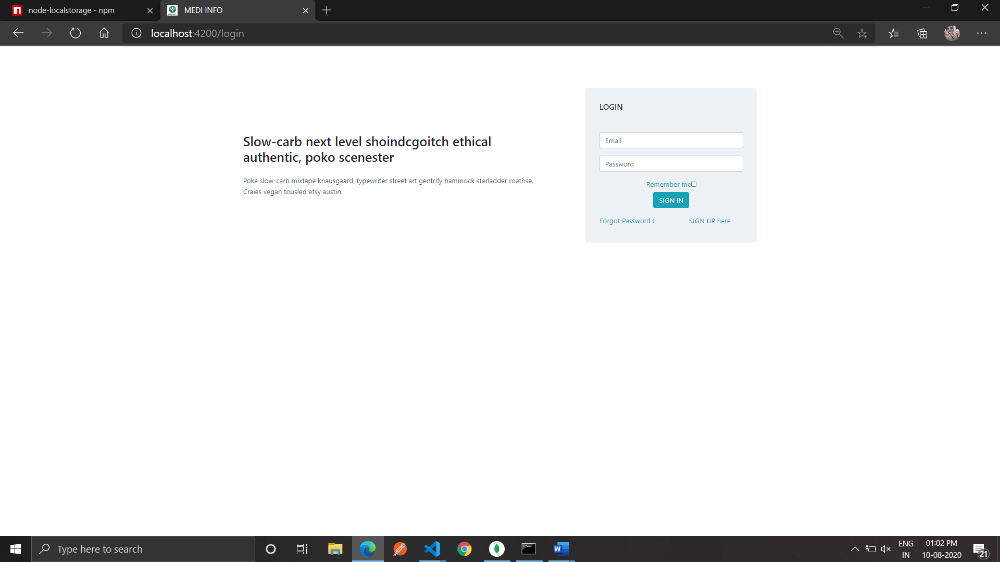 node-localstorage - npm
MEDI INFO
localhost:4200/login
LOGIN
Slow-carb next level shoindcgoitch ethical
authentic, poko scenester
Poke slow-carb mixtape knausgaard, typewriter street art gentrify hammock starladder roathse.
Craies vegan tousled etsy austin.
Email
Password
Remember me
SIGN IN
Forgot Password !
SIGN UP here
Type here to search
ENG
IN
01:02 PM
10-08-2020
21